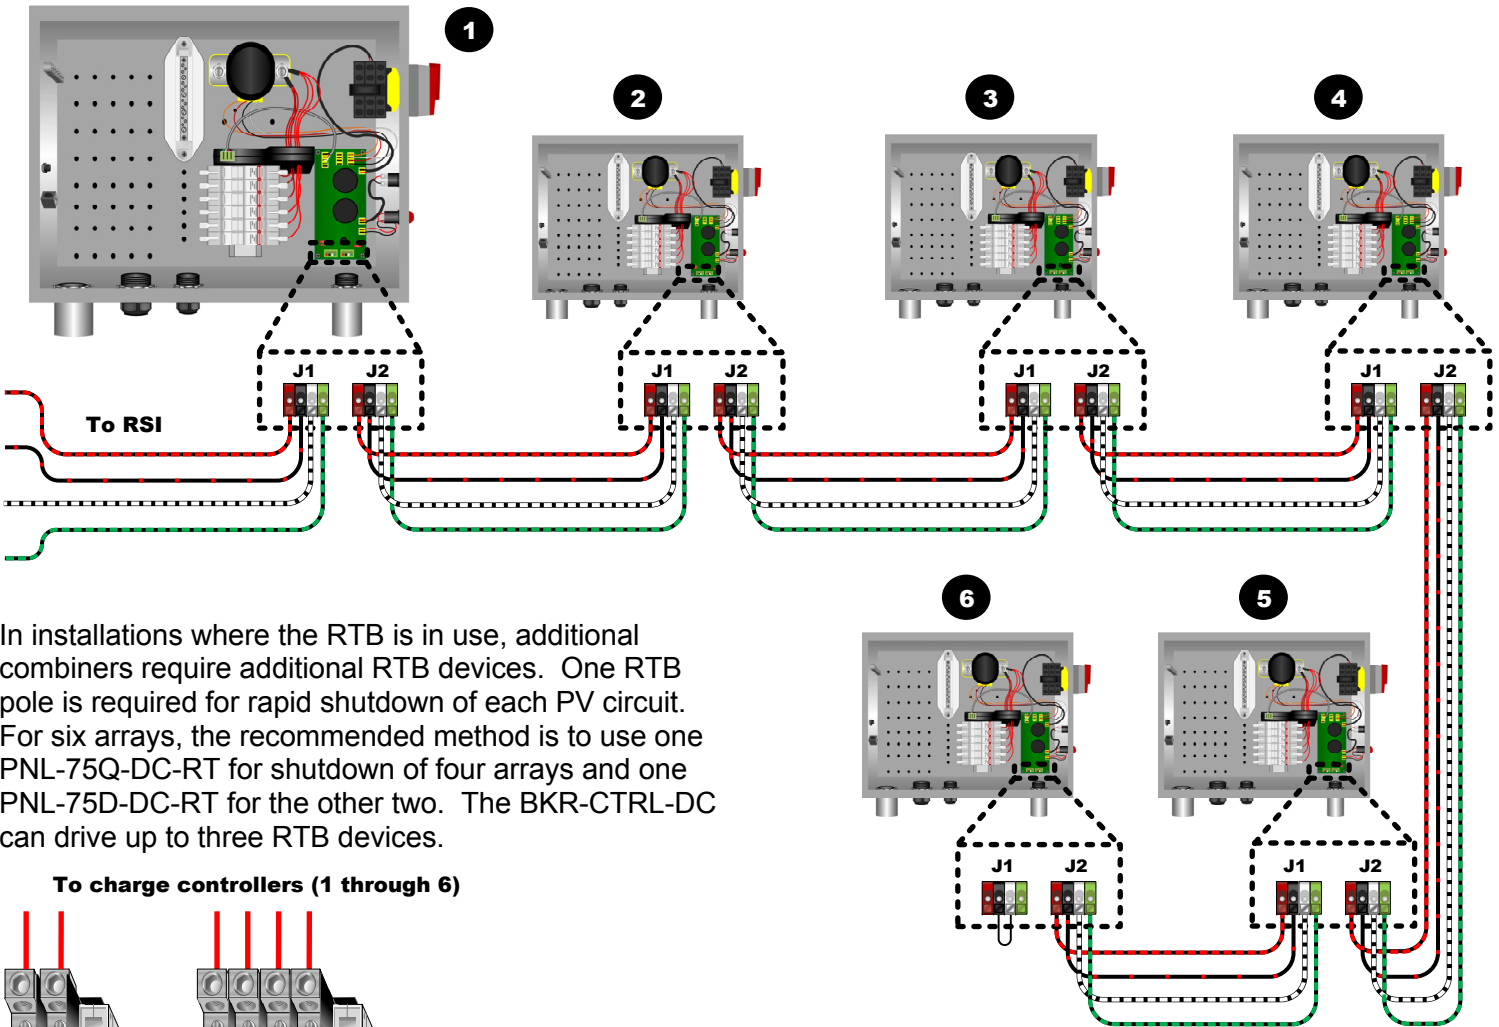 1
2
3
4
J1 J2
J1 J2
J1 J2
J1 J2
To RSI
6
5
In installations where the RTB is in use, additional
combiners require additional RTB devices. One RTB
pole is required for rapid shutdown of each PV circuit.
For six arrays, the recommended method is to use one
PNL-75Q-DC-RT for shutdown of four arrays and one
PNL-75D-DC-RT for the other two. The BKR-CTRL-DC
can drive up to three RTB devices.
J1 J2
J1 J2
To charge controllers (1 through 6)